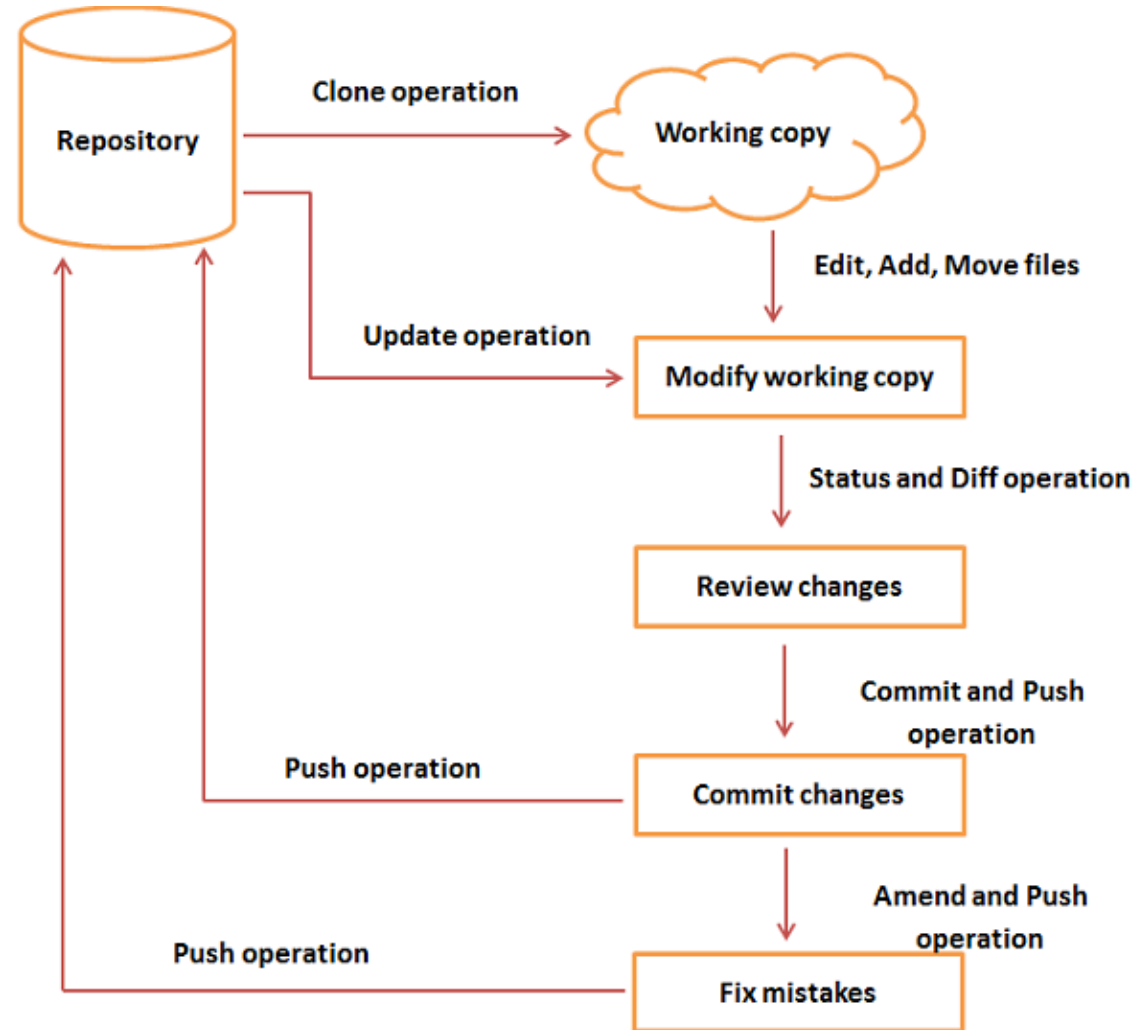 Clone operation
Repository
Working copy
Edit, Add, Move files
Update operation
Modify working copy
Status and Diff operation
Review changes
Commit and Push
operation
Push operation
Commit changes
Amend and Push
operation
Push operation
Fix mistakes